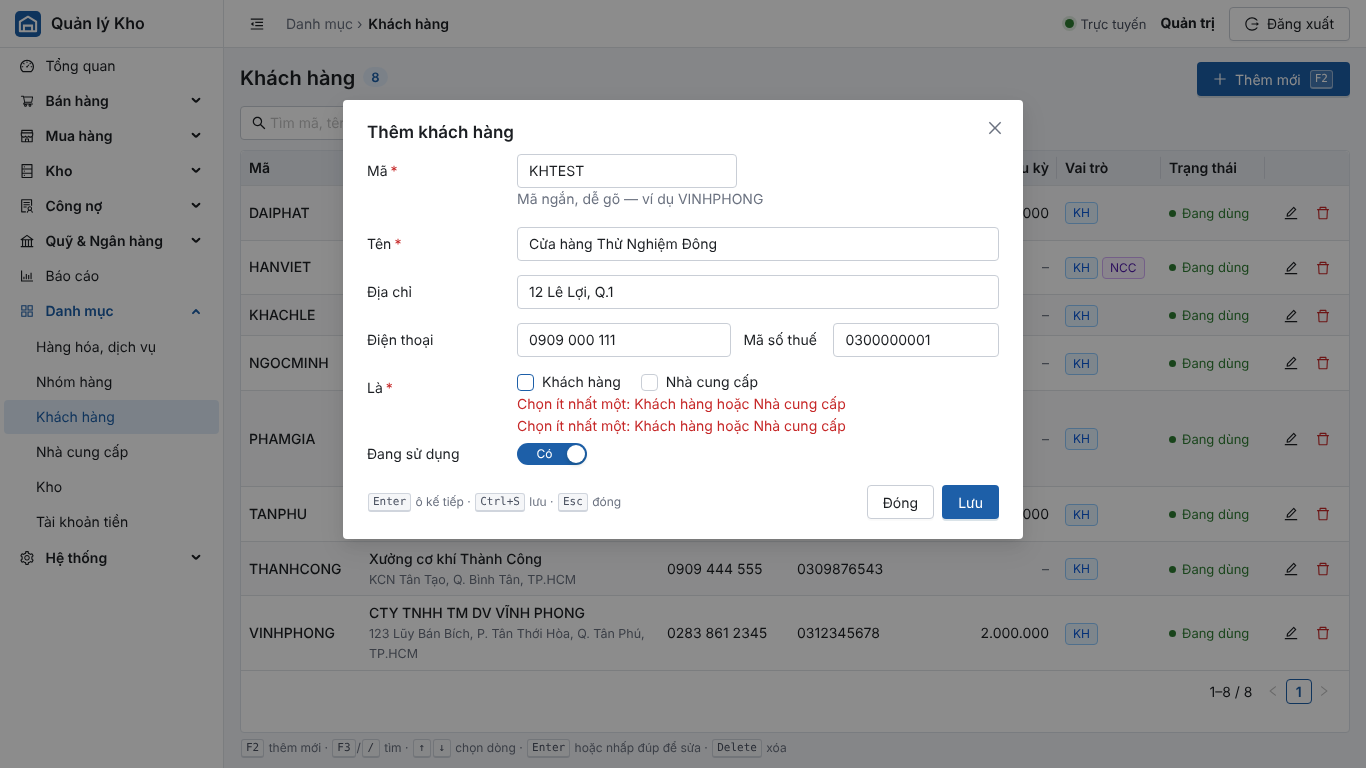 Quản lý Kho
Danh mục › Khách hàng
Trực tuyến
Quản trị
Đăng xuất
Tổng quan
Bán hàng
Mua hàng
Kho
Công nợ
Quỹ & Ngân hàng
Báo cáo
Danh mục
Hàng hóa, dịch vụ
Nhóm hàng
Khách hàng
Nhà cung cấp
Kho
Tài khoản tiền
Hệ thống
Khách hàng 8
Thêm mới F2
Tìm mã, tên
Thêm khách hàng
Mã * KHTEST
Mã ngắn, dễ gõ — ví dụ VINHPHONG
Tên * Cửa hàng Thử Nghiệm Đông
Địa chỉ 12 Lê Lợi, Q.1
Điện thoại 0909 000 111 Mã số thuế 0300000001
Là * Khách hàng Nhà cung cấp
Chọn ít nhất một: Khách hàng hoặc Nhà cung cấp
Chọn ít nhất một: Khách hàng hoặc Nhà cung cấp
Đang sử dụng Có
Enter ô kế tiếp · Ctrl+S lưu · Esc đóng
Đóng Lưu
Mã kỳ Vai trò Trạng thái
DAIPHAT 000 KH Đang dùng
HANVIET – KH NCC Đang dùng
KHACHLE – KH Đang dùng
NGOCMINH – KH Đang dùng
PHAMGIA – KH Đang dùng
TANPHU 000 KH Đang dùng
THANHCONG Xưởng cơ khí Thành Công 0909 444 555 0309876543 – KH Đang dùng
KCN Tân Tạo, Q. Bình Tân, TP.HCM
VINHPHONG CTY TNHH TM DV VĨNH PHONG 0283 861 2345 0312345678 2.000.000 KH Đang dùng
123 Lũy Bán Bích, P. Tân Thới Hòa, Q. Tân Phú,
TP.HCM
1–8 / 8 1
F2 thêm mới · F3 / / tìm · ↑ ↓ chọn dòng · Enter hoặc nhấp đúp để sửa · Delete xóa